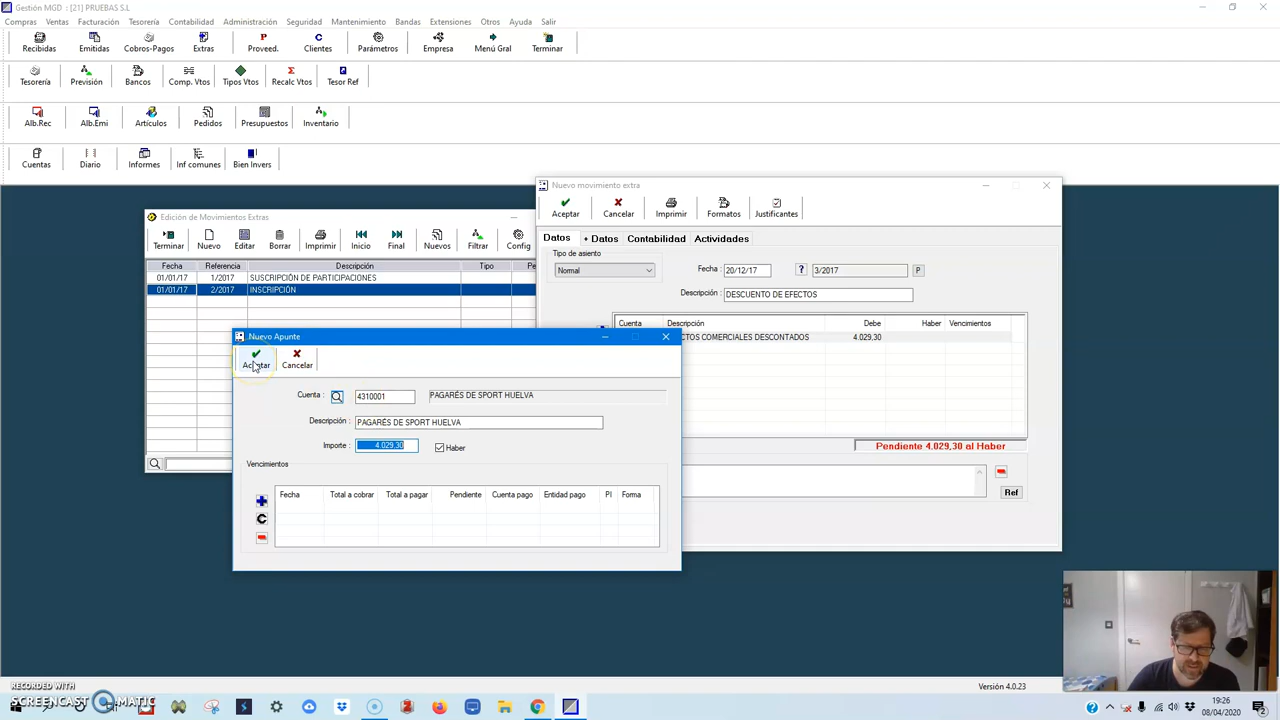 Gestión MGD : [21] PRUEBAS S.L
Compras Ventas Facturación Tesorería Contabilidad Administración Seguridad Mantenimiento Bandas Extensiones Otros Ayuda Salir
Recibidas Emitidas Cobros-Pagos Extras Proveed. Clientes Parámetros Empresa Menú Gral Terminar
Tesorería Previsión Bancos Comp. Vtos Tipos Vtos Recalc Vtos Tesor Ref
Alb.Rec Alb.Emi Artículos Pedidos Presupuestos Inventario
Cuentas Diario Informes Inf comunes Bien Invers
Edición de Movimientos Extras
Terminar Nuevo Editar Borrar Imprimir Inicio Final Nuevos Filtrar Config
Fecha Referencia Descripción Tipo
01/01/17 1/2017 SUSCRIPCIÓN DE PARTICIPACIONES
01/01/17 2/2017 INSCRIPCIÓN
Nuevo movimiento extra
Aceptar Cancelar Imprimir Formatos Justificantes
Datos + Datos Contabilidad Actividades
Tipo de asiento
Normal
Fecha : 20/12/17 ? 3/2017 P
Descripción: DESCUENTO DE EFECTOS
Cuenta Descripción Debe Haber Vencimientos
CTOS COMERCIALES DESCONTADOS 4.029,30
Pendiente 4.029,30 al Haber
Ref
Nuevo Apunte
Aceptar Cancelar
Cuenta : 4310001 PAGARÉS DE SPORT HUELVA
Descripción : PAGARÉS DE SPORT HUELVA
Importe : 4.029,30 Haber
Vencimientos
Fecha Total a cobrar Total a pagar Pendiente Cuenta pago Entidad pago Pl Forma
C
RECORDED WITH
SCREENCAST MATIC
Versión 4.0.23
19:26
08/04/2020